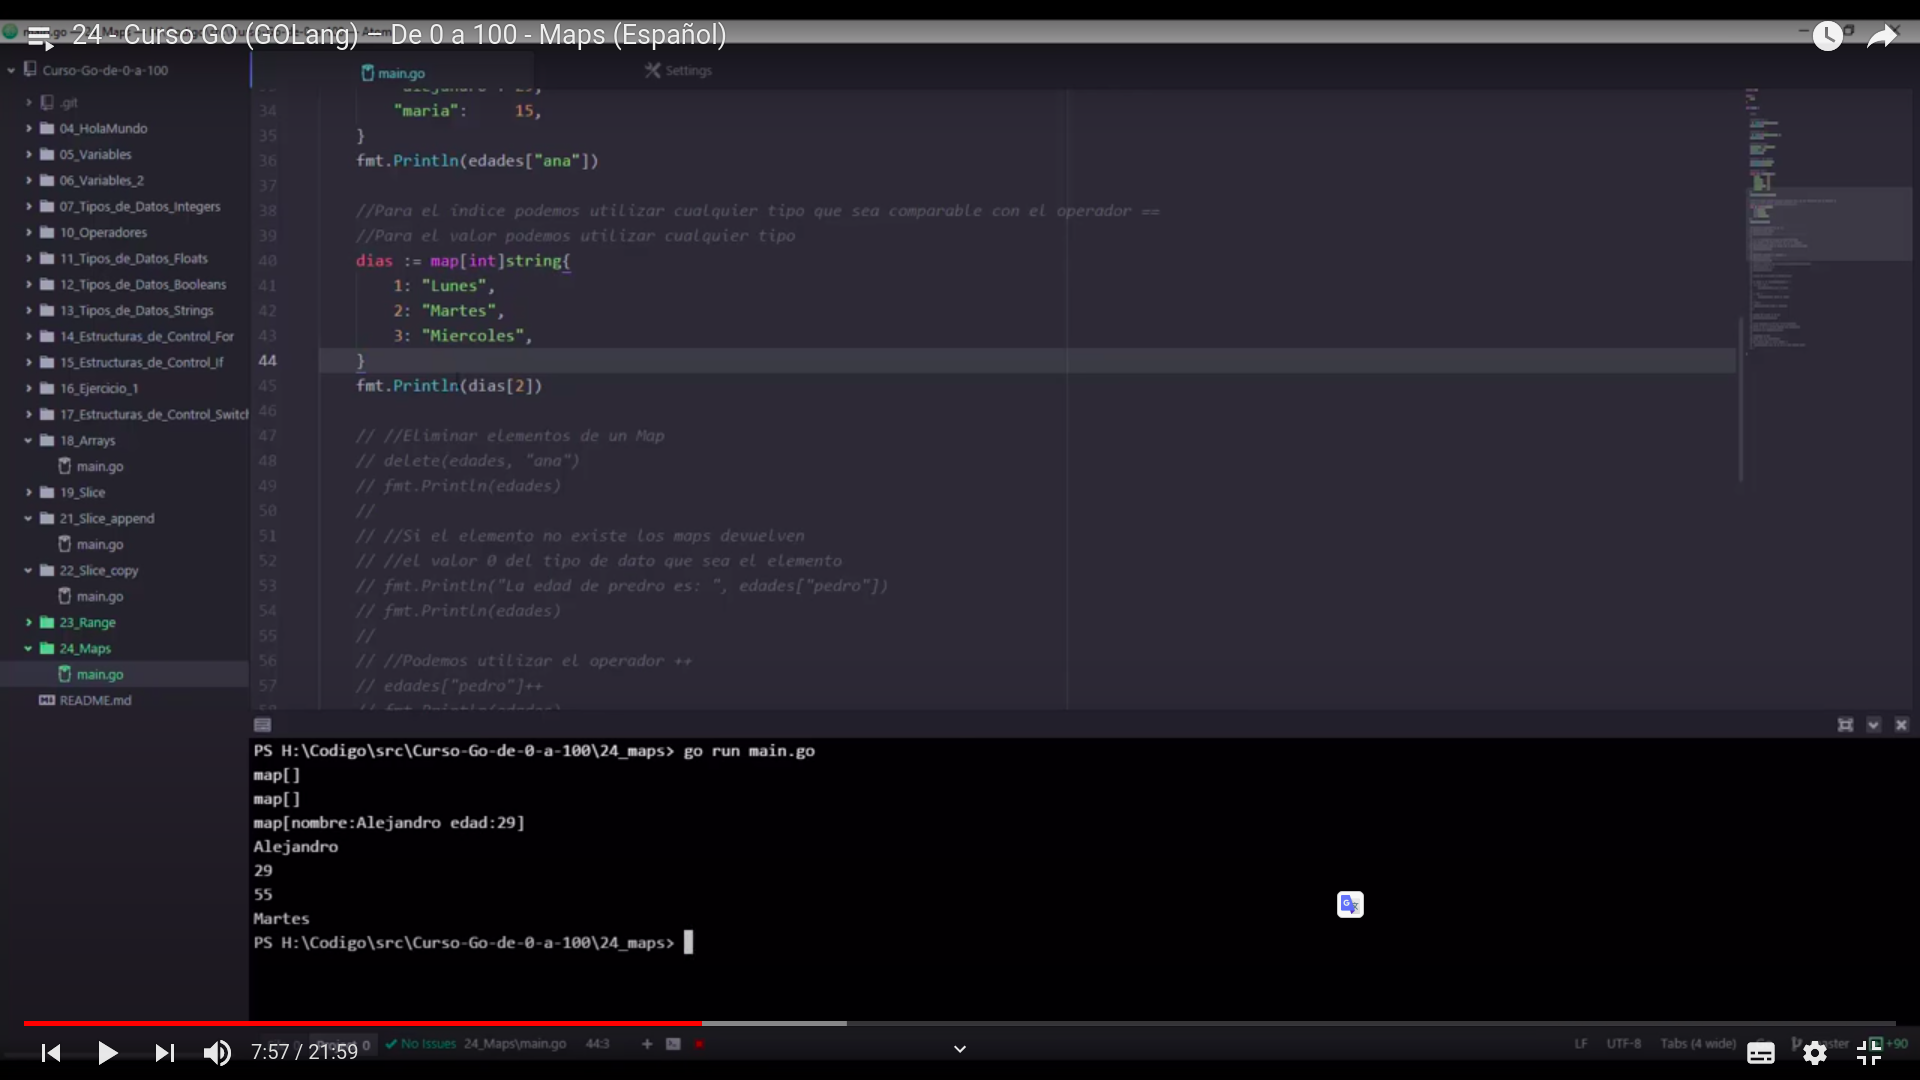 24 - Curso GO (GOLang) – De 0 a 100 - Maps (Español)
Curso-Go-de-0-a-100
main.go
Settings
.git
04_HolaMundo
05_Variables
06_Variables_2
07_Tipos_de_Datos_Integers
10_Operadores
11_Tipos_de_Datos_Floats
12_Tipos_de_Datos_Booleans
13_Tipos_de_Datos_Strings
14_Estructuras_de_Control_For
15_Estructuras_de_Control_If
16_Ejercicio_1
17_Estructuras_de_Control_Switch
18_Arrays
main.go
19_Slice
21_Slice_append
main.go
22_Slice_copy
main.go
23_Range
24_Maps
main.go
README.md
34 "maria": 15,
35 }
36 fmt.Println(edades["ana"])
37
38 //Para el indice podemos utilizar cualquier tipo que sea comparable con el operador ==
39 //Para el valor podemos utilizar cualquier tipo
40 dias := map[int]string{
41 1: "Lunes",
42 2: "Martes",
43 3: "Miercoles",
44 }
45 fmt.Println(dias[2])
46
47 // //Eliminar elementos de un Map
48 // delete(edades, "ana")
49 // fmt.Println(edades)
50 //
51 // //Si el elemento no existe los maps devuelven
52 // //el valor 0 del tipo de dato que sea el elemento
53 // fmt.Println("La edad de predro es: ", edades["pedro"])
54 // fmt.Println(edades)
55 //
56 // //Podemos utilizar el operador ++
57 // edades["pedro"]++
PS H:\Codigo\src\Curso-Go-de-0-a-100\24_maps> go run main.go
map[]
map[]
map[nombre:Alejandro edad:29]
Alejandro
29
55
Martes
PS H:\Codigo\src\Curso-Go-de-0-a-100\24_maps>
7:57 / 21:59
No Issues 24_Maps\main.go 44:3
LF UTF-8 Tabs (4 wide) +90